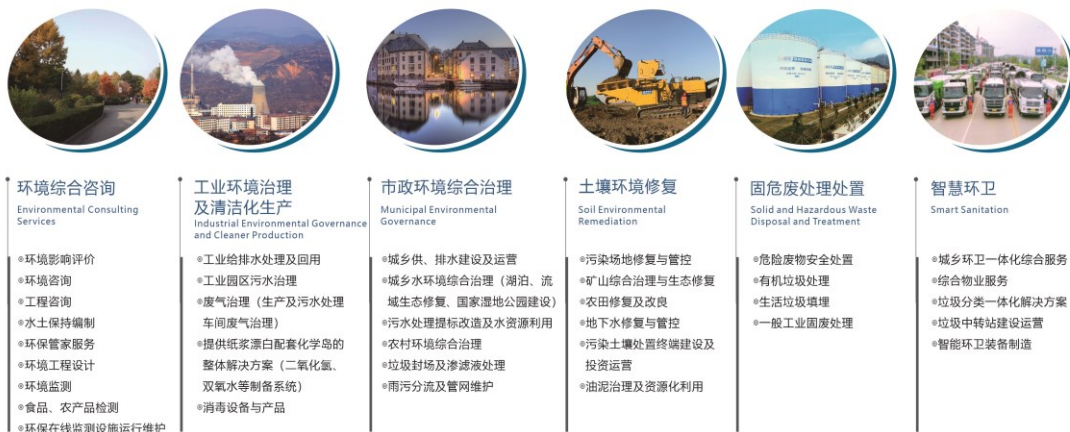 环境综合咨询
Environmental Consulting
Services
◎环境影响评价
◎环境咨询
◎工程咨询
◎水土保持编制
◎环保管家服务
◎环境工程设计
◎环境监测
◎食品、农产品检测
◎环保在线监测设施运行维护
工业环境治理
及清洁化生产
Industrial Environmental Governance
and Cleaner Production
◎工业给排水处理及回用
◎工业园区污水治理
◎废气治理（生产及污水处理
车间废气治理）
◎提供纸浆漂白配套化学岛的
整体解决方案（二氧化氯、
双氧水等制备系统）
◎消毒设备与产品
市政环境综合治理
Municipal Environmental
Governance
◎城乡供、排水建设及运营
◎城乡水环境综合治理（湖泊、流
域生态修复、国家湿地公园建设）
◎污水处理提标改造及水资源利用
◎农村环境综合治理
◎垃圾封场及渗滤液处理
◎雨污分流及管网维护
土壤环境修复
Soil Environmental
Remediation
◎污染场地修复与管控
◎矿山综合治理与生态修复
◎农田修复及改良
◎地下水修复与管控
◎污染土壤处置终端建设及
投资运营
◎油泥治理及资源化利用
固危废处理处置
Solid and Hazardous Waste
Disposal and Treatment
◎危险废物安全处置
◎有机垃圾处理
◎生活垃圾填埋
◎一般工业固废处理
智慧环卫
Smart Sanitation
◎城乡环卫一体化综合服务
◎综合物业服务
◎垃圾分类一体化解决方案
◎垃圾中转站建设运营
◎智能环卫装备制造